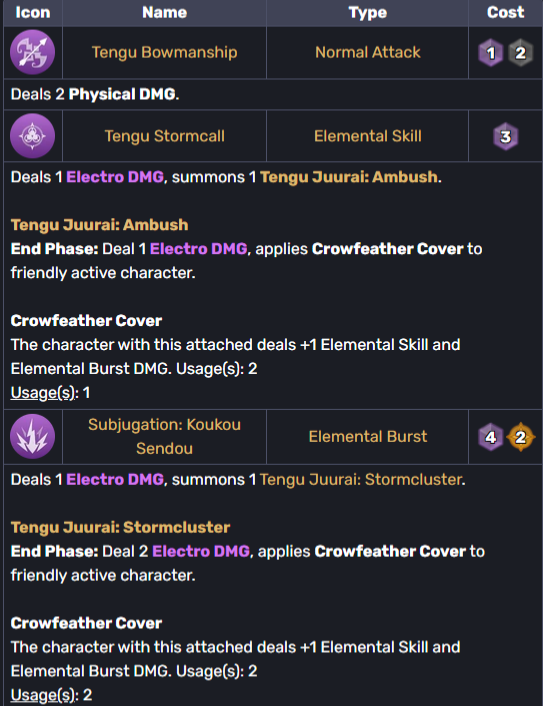 Icon Name Type Cost
Tengu Bowmanship Normal Attack 1 2
Deals 2 Physical DMG.
Tengu Stormcall Elemental Skill 3
Deals 1 Electro DMG, summons 1 Tengu Juurai: Ambush.
Tengu Juurai: Ambush
End Phase: Deal 1 Electro DMG, applies Crowfeather Cover to
friendly active character.
Crowfeather Cover
The character with this attached deals +1 Elemental Skill and
Elemental Burst DMG. Usage(s): 2
Usage(s): 1
Subjugation: Koukou
Sendou
Elemental Burst 4 2
Deals 1 Electro DMG, summons 1 Tengu Juurai: Stormcluster.
Tengu Juurai: Stormcluster
End Phase: Deal 2 Electro DMG, applies Crowfeather Cover to
friendly active character.
Crowfeather Cover
The character with this attached deals +1 Elemental Skill and
Elemental Burst DMG. Usage(s): 2
Usage(s): 2